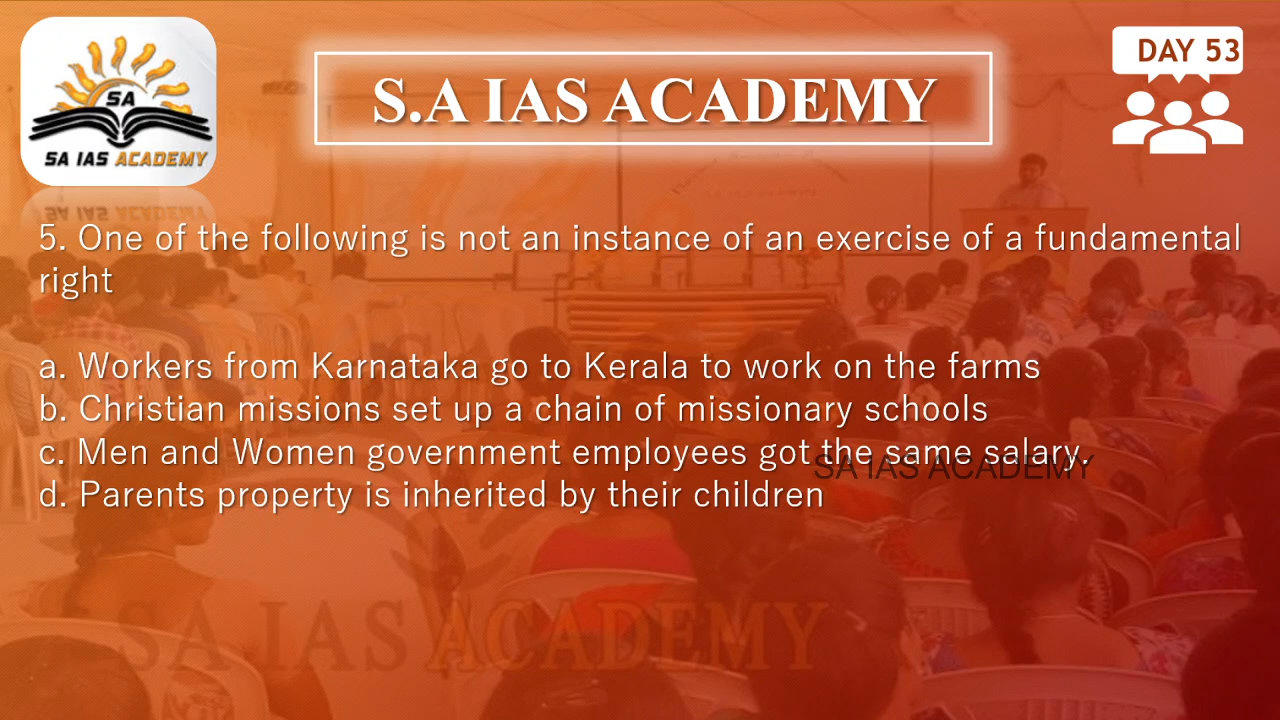 SA
SA IAS ACADEMY
S.A IAS ACADEMY
DAY 53
SA IAS ACADEMY
5. One of the following is not an instance of an exercise of a fundamental
right
a. Workers from Karnataka go to Kerala to work on the farms
b. Christian missions set up a chain of missionary schools
c. Men and Women government employees got the same salary.
SA IAS ACADEMY
d. Parents property is inherited by their children
SA IAS ACADEMY